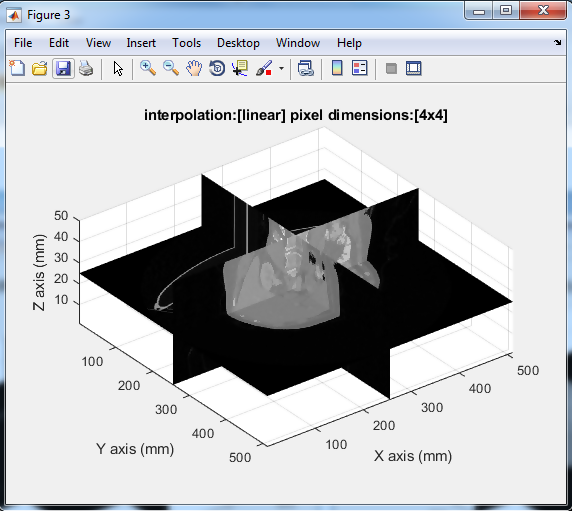 Figure 3
File Edit View Insert Tools Desktop Window Help
interpolation:[linear] pixel dimensions:[4x4]
50
40
30
20
10
Z axis (mm)
100
200
300
400
500
Y axis (mm)
100
200
300
400
500
X axis (mm)